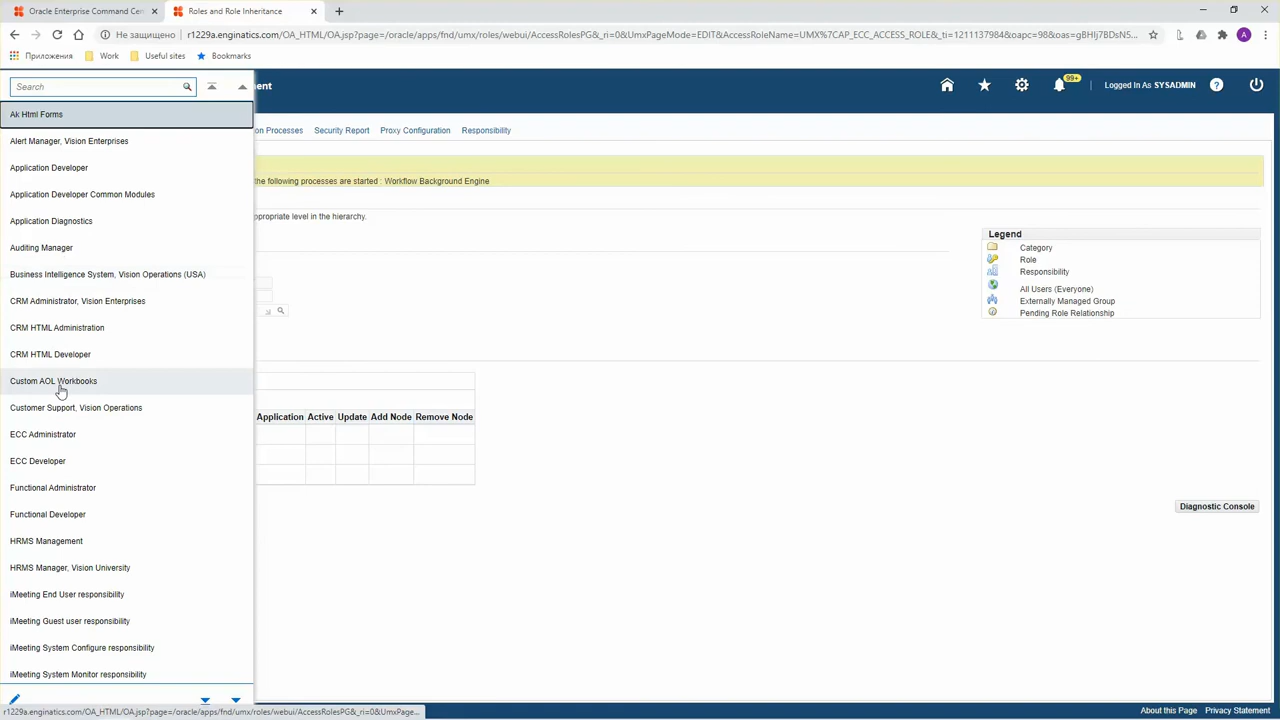 Oracle Enterprise Command Cen
Roles and Role Inheritance
Не защищено
r1229a.enginatics.com/OA_HTML/OA.jsp?page=/oracle/apps/fnd/umx/roles/webui/AccessRolesPG&_ri=0&UmxPageMode=EDIT&AccessRoleName=UMX%7CAP_ECC_ACCESS_ROLE&_ti=1211137984&oapc=98&oas=gBHIj7BDsN5...
A
Приложения
Work
Useful sites
Bookmarks
Search
ent
99+
Logged In As SYSADMIN
Ak Html Forms
Alert Manager, Vision Enterprises
Application Developer
Application Developer Common Modules
Application Diagnostics
Auditing Manager
Business Intelligence System, Vision Operations (USA)
CRM Administrator, Vision Enterprises
CRM HTML Administration
CRM HTML Developer
Custom AOL Workbooks
Customer Support, Vision Operations
ECC Administrator
ECC Developer
Functional Administrator
Functional Developer
HRMS Management
HRMS Manager, Vision University
iMeeting End User responsibility
iMeeting Guest user responsibility
iMeeting System Configure responsibility
iMeeting System Monitor responsibility
on Processes
Security Report
Proxy Configuration
Responsibility
the following processes are started : Workflow Background Engine
ppropriate level in the hierarchy.
Legend
Category
Role
Responsibility
All Users (Everyone)
Externally Managed Group
Pending Role Relationship
Application Active Update Add Node Remove Node
Diagnostic Console
r1229a.enginatics.com/OA_HTML/OA.jsp?page=/oracle/apps/fnd/umx/roles/webui/AccessRolesPG&_ri=0&UmxPage...
About this Page
Privacy Statement